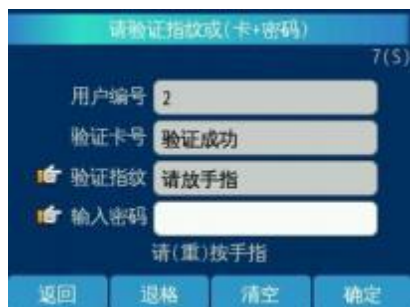 请验证指纹或(卡+密码)
7(S)
用户编号 2
验证卡号 验证成功
验证指纹 请放手指
输入密码
请(重)按手指
返回 退格 清空 确定